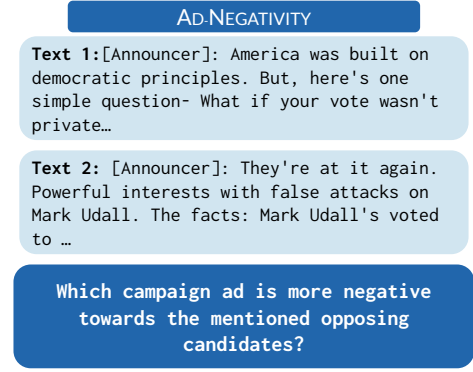 AD-NEGATIVITY
Text 1:[Announcer]: America was built on
democratic principles. But, here's one
simple question- What if your vote wasn't
private…
Text 2: [Announcer]: They're at it again.
Powerful interests with false attacks on
Mark Udall. The facts: Mark Udall's voted
to …
Which campaign ad is more negative
towards the mentioned opposing
candidates?